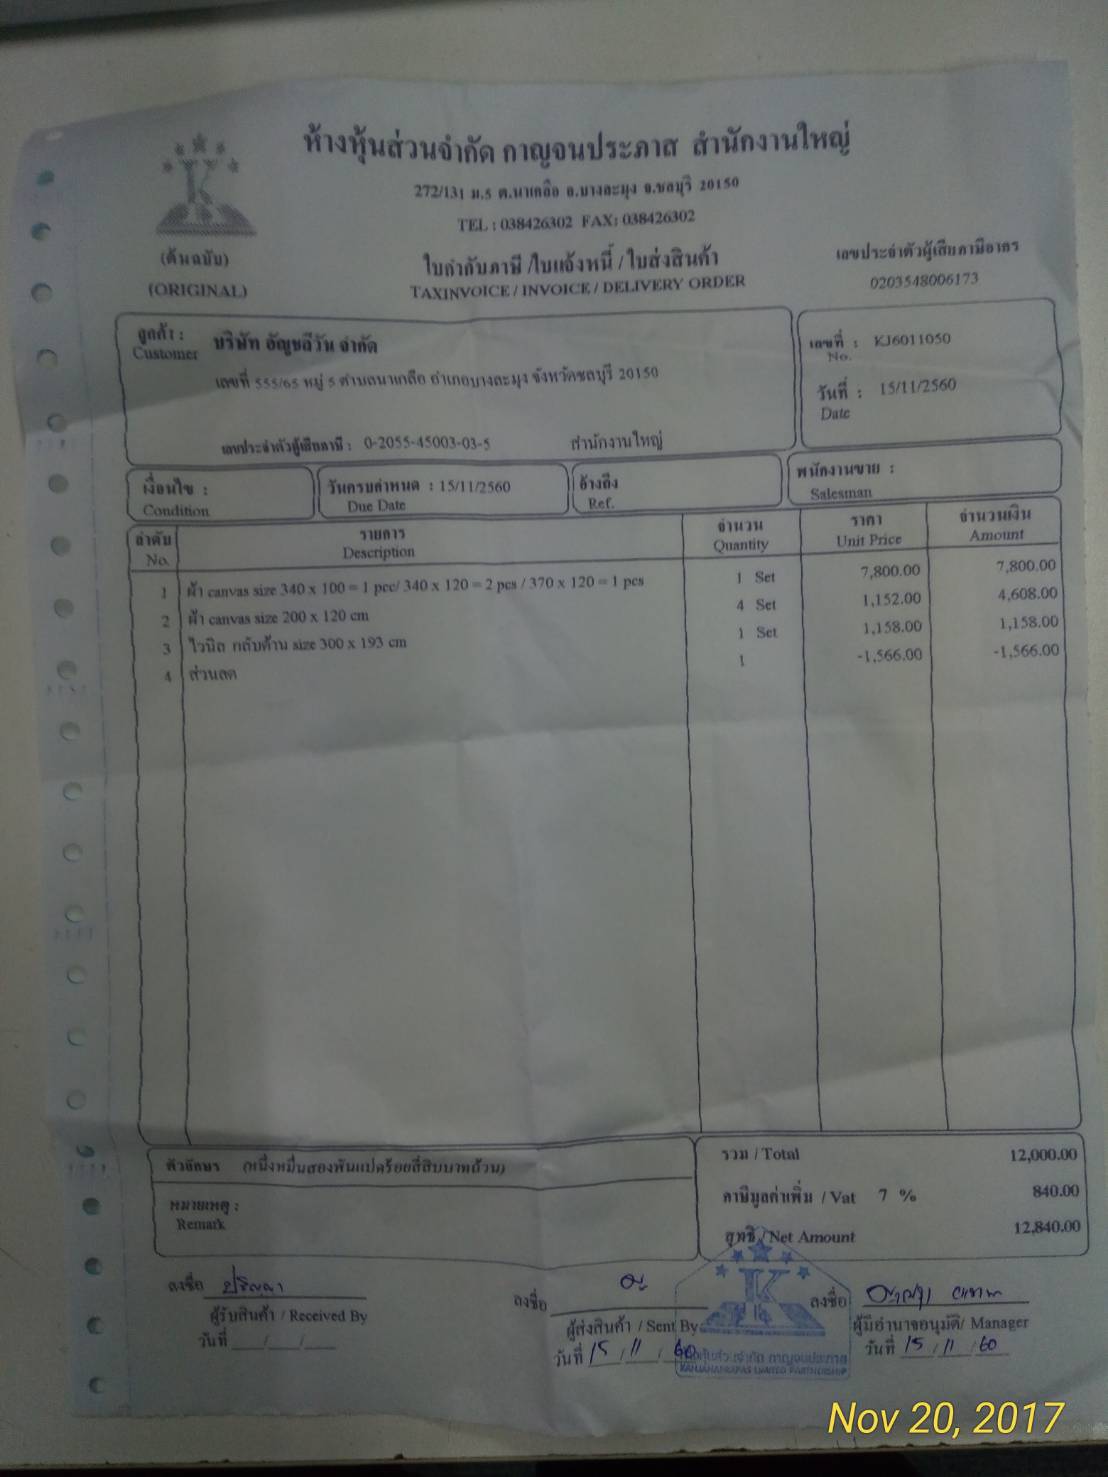 ห้างหุ้นส่วนจำกัด กาญจนประภาส สำนักงานใหญ่
272/131 ม.5 ต.นาเกลือ อ.บางละมุง จ.ชลบุรี 20150
TEL : 038426302 FAX: 038426302
(ต้นฉบับ)
(ORIGINAL)
ใบกำกับภาษี /ใบแจ้งหนี้ / ใบส่งสินค้า
TAXINVOICE / INVOICE / DELIVERY ORDER
เลขประจำตัวผู้เสียภาษีอากร
0203548006173
ลูกค้า : บริษัท อัญชลีวัน จำกัด
Customer
เลขที่ 555/65 หมู่ 5 ตำบลนาเกลือ อำเภอบางละมุง จังหวัดชลบุรี 20150
เลขประจำตัวผู้เสียภาษี : 0-2055-45003-03-5 สำนักงานใหญ่
เลขที่ : KJ6011050
No.
วันที่ : 15/11/2560
Date
เงื่อนไข :
Condition
วันครบกำหนด : 15/11/2560
Due Date
อ้างถึง
Ref.
พนักงานขาย :
Salesman
ลำดับ รายการ จำนวน ราคา จำนวนเงิน
No. Description Quantity Unit Price Amount
1 ผ้า canvas size 340 x 100 = 1 pcc/ 340 x 120 = 2 pcs / 370 x 120 = 1 pcs 1 Set 7,800.00 7,800.00
2 ผ้า canvas size 200 x 120 cm 4 Set 1,152.00 4,608.00
3 ไวนิล กลับด้าน size 300 x 193 cm 1 Set 1,158.00 1,158.00
4 ส่วนลด 1 -1,566.00 -1,566.00
ตัวอักษร (หนึ่งหมื่นสองพันแปดร้อยสี่สิบบาทถ้วน)
หมายเหตุ :
Remark
รวม / Total 12,000.00
ภาษีมูลค่าเพิ่ม / Vat 7 % 840.00
สุทธิ / Net Amount 12,840.00
ลงชื่อ ปริญญา
ผู้รับสินค้า / Received By
วันที่ ___/___/___
ลงชื่อ
ผู้ส่งสินค้า / Sent By
วันที่ 15 / 11 / 60
ลงชื่อ
ผู้มีอำนาจอนุมัติ/ Manager
วันที่ 15 / 11 / 60
K
ห้างหุ้นส่วนจำกัด กาญจนประภาส
KANJANAPRAPAS LIMITED PARTNERSHIP
Nov 20, 2017